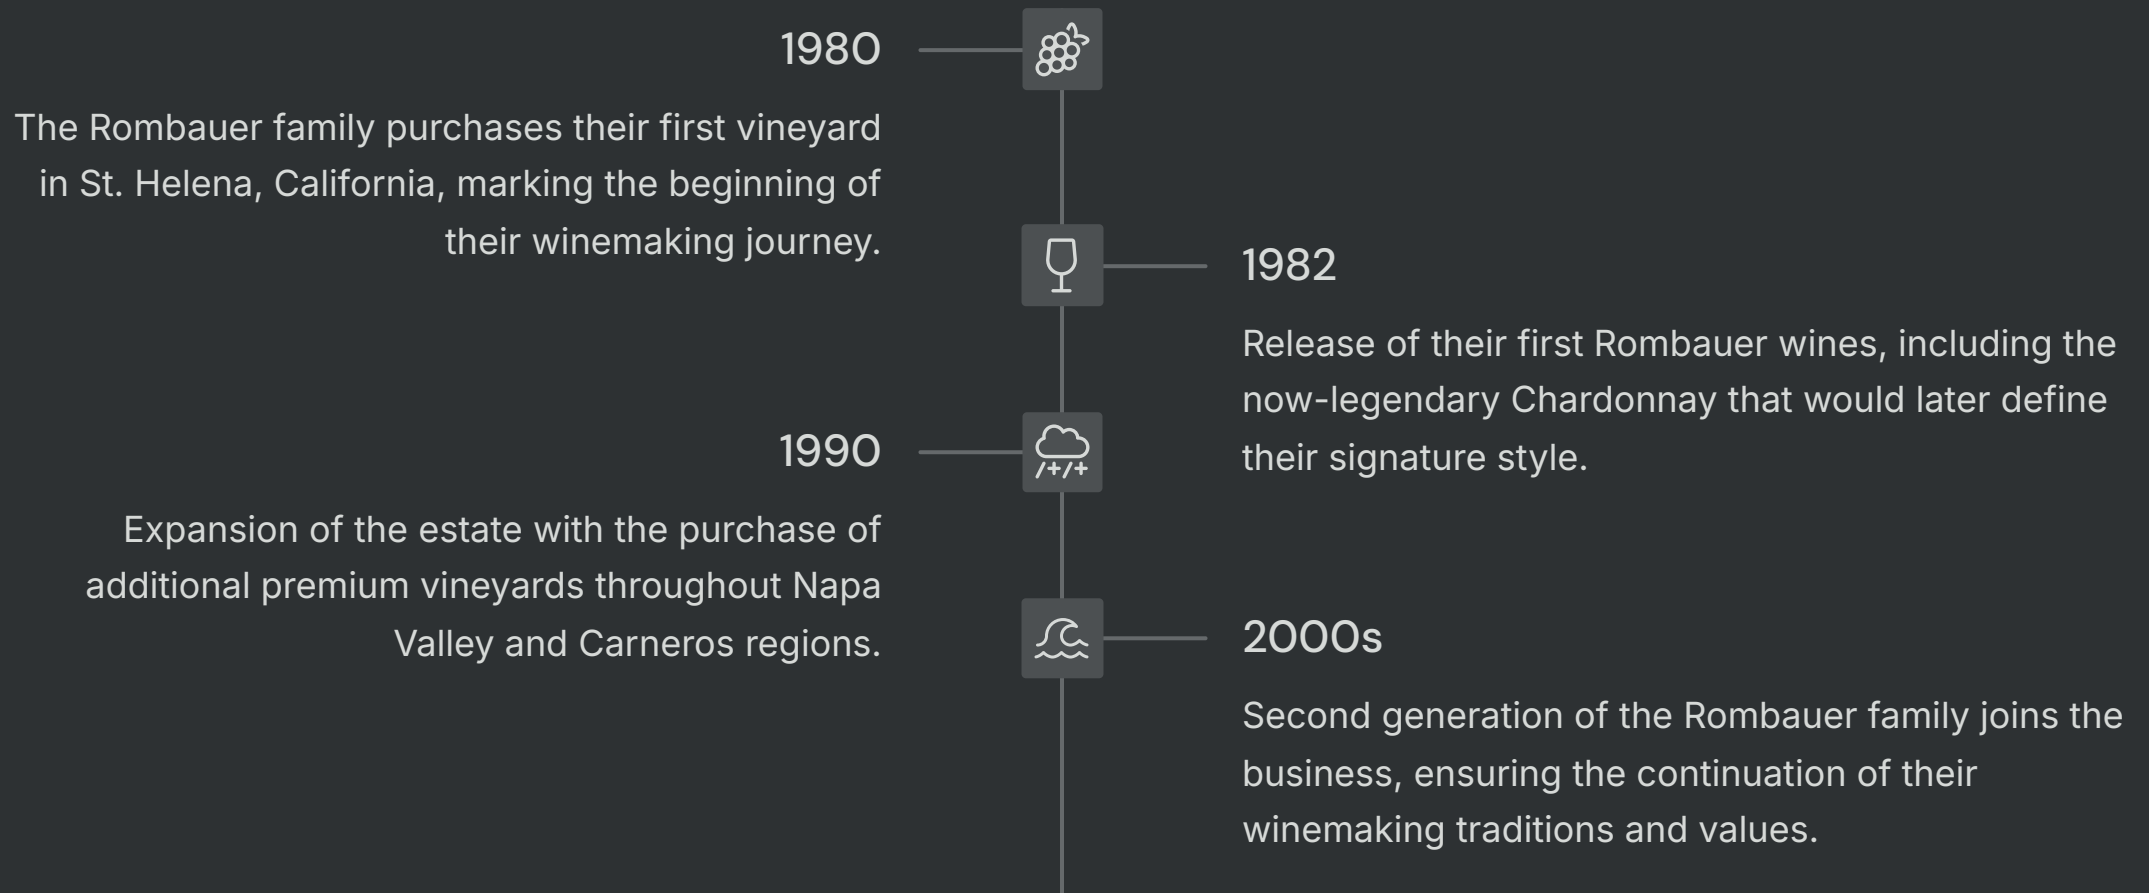 1980
The Rombauer family purchases their first vineyard
in St. Helena, California, marking the beginning of
their winemaking journey.
1982
Release of their first Rombauer wines, including the
now-legendary Chardonnay that would later define
their signature style.
1990
Expansion of the estate with the purchase of
additional premium vineyards throughout Napa
Valley and Carneros regions.
2000s
Second generation of the Rombauer family joins the
business, ensuring the continuation of their
winemaking traditions and values.